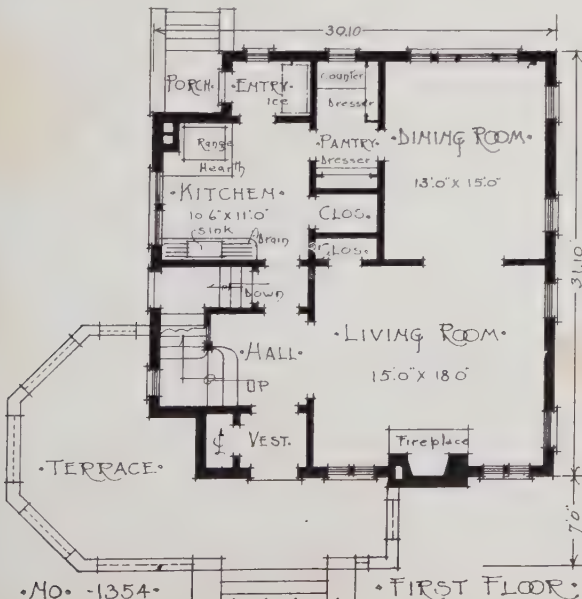 30.10
PORCH.
·ENTRY·
Ice
Counter
Dresser
PANTRY
Dresser
·DINING ROOM·
13'.0" X 15'.0"
Range
Hearth
·KITCHEN·
10 6" X 11'.0"
Sink
Drain
CLOS.
CLOS.
31.10
Down
·HALL·
UP
·LIVING ROOM·
15'.0" X 18 0"
VEST.
Fireplace
·TERRACE·
7'.0"
·NO· -1354·
·FIRST FLOOR·